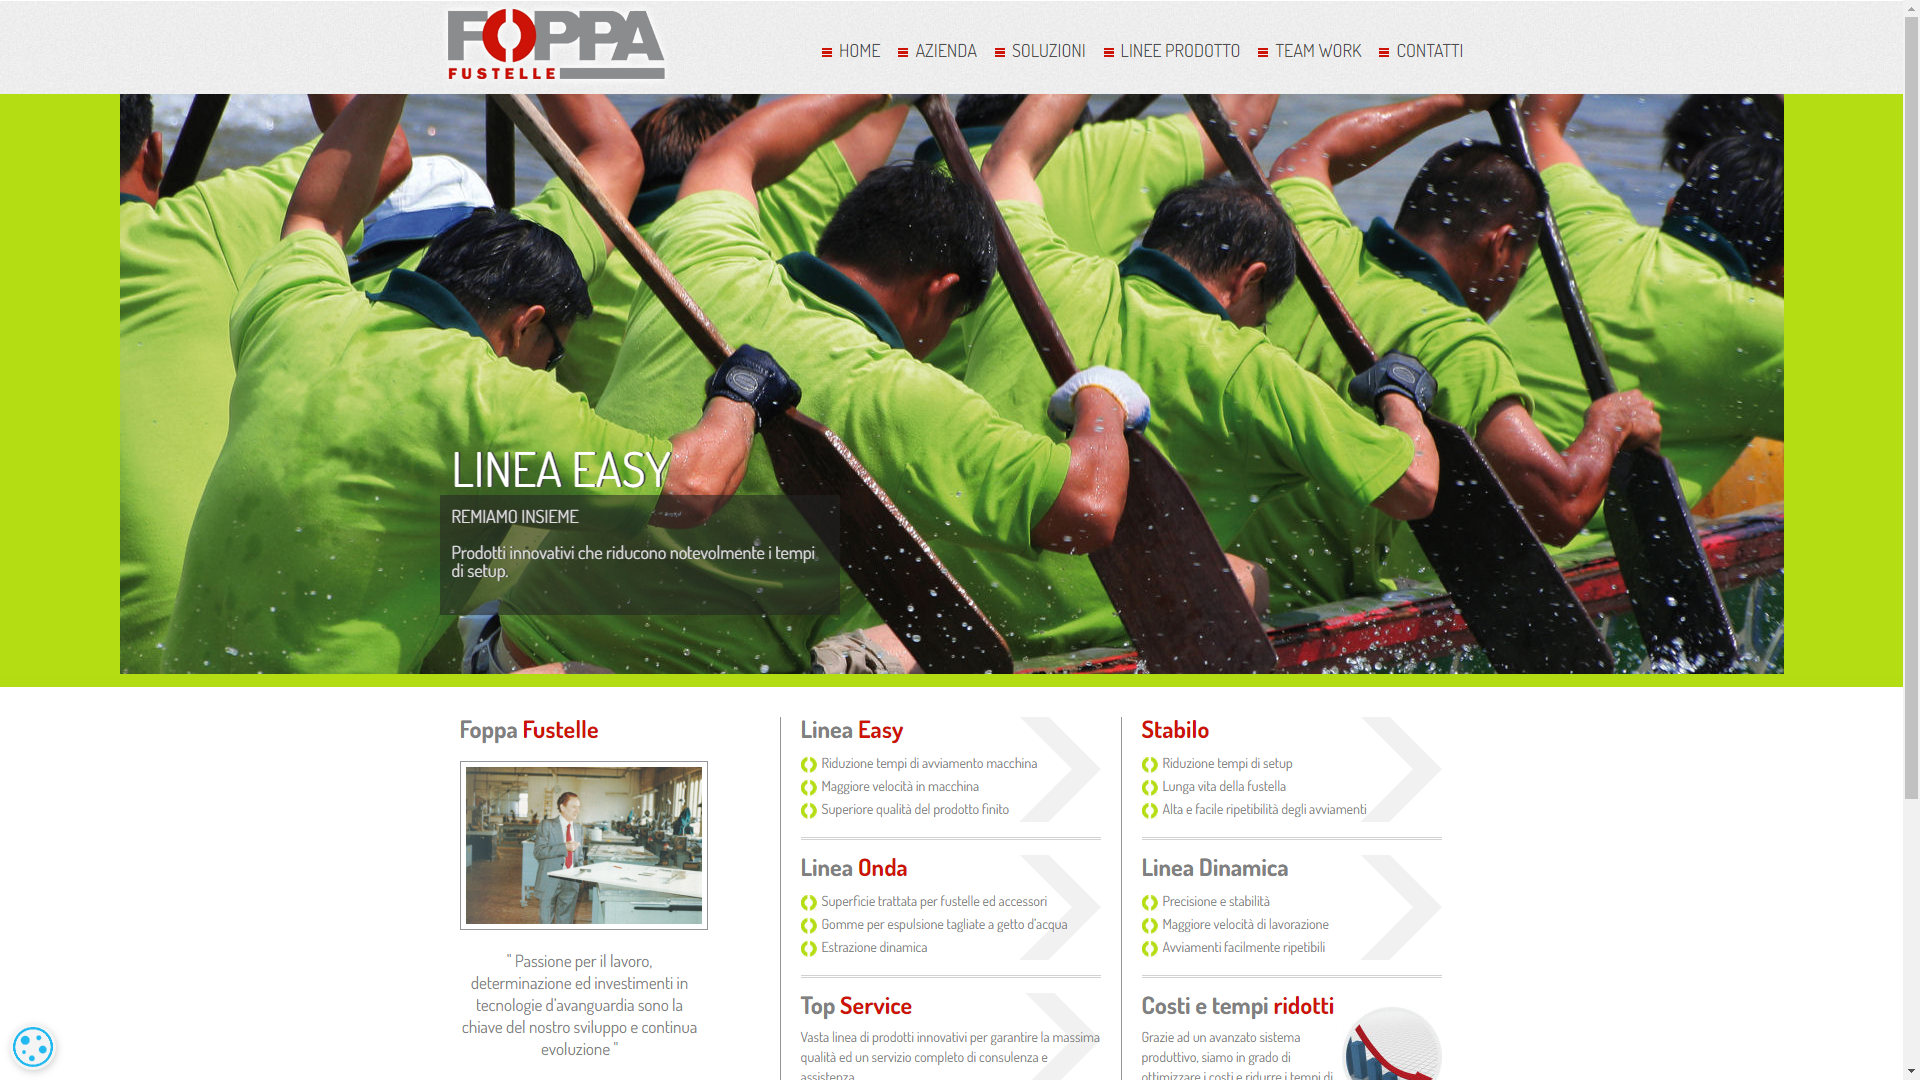 FOPPA
FUSTELLE
HOME
AZIENDA
SOLUZIONI
LINEE PRODOTTO
TEAM WORK
CONTATTI
LINEA EASY
REMIAMO INSIEME
Prodotti innovativi che riducono notevolmente i tempi
di setup.
Foppa Fustelle
" Passione per il lavoro,
determinazione ed investimenti in
tecnologie d'avanguardia sono la
chiave del nostro sviluppo e continua
evoluzione "
Linea Easy
Riduzione tempi di avviamento macchina
Maggiore velocità in macchina
Superiore qualità del prodotto finito
Linea Onda
Superficie trattata per fustelle ed accessori
Gomme per espulsione tagliate a getto d'acqua
Estrazione dinamica
Top Service
Vasta linea di prodotti innovativi per garantire la massima
qualità ed un servizio completo di consulenza e
assistenza
Stabilo
Riduzione tempi di setup
Lunga vita della fustella
Alta e facile ripetibilità degli avviamenti
Linea Dinamica
Precisione e stabilità
Maggiore velocità di lavorazione
Avviamenti facilmente ripetibili
Costi e tempi ridotti
Grazie ad un avanzato sistema
produttivo, siamo in grado di
ottimizzare i costi e ridurre i tempi di